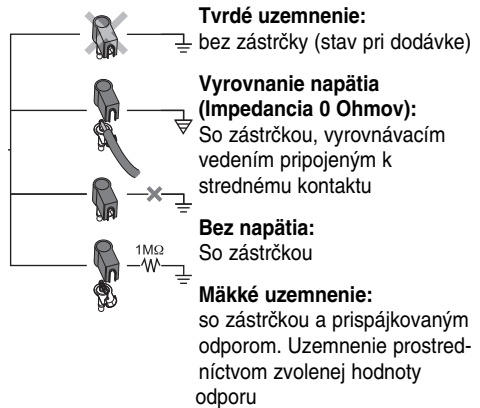 Tvrdé uzemnenie:
bez zástrčky (stav pri dodávke)
Vyrovnanie napätia
(Impedancia 0 Ohmov):
So zástrčkou, vyrovnávacím
vedením pripojeným k
strednému kontaktu
Bez napätia:
So zástrčkou
1MΩ
Mäkké uzemnenie:
so zástrčkou a prispájkovaným
odporom. Uzemnenie prostred-
níctvom zvolenej hodnoty
odporu